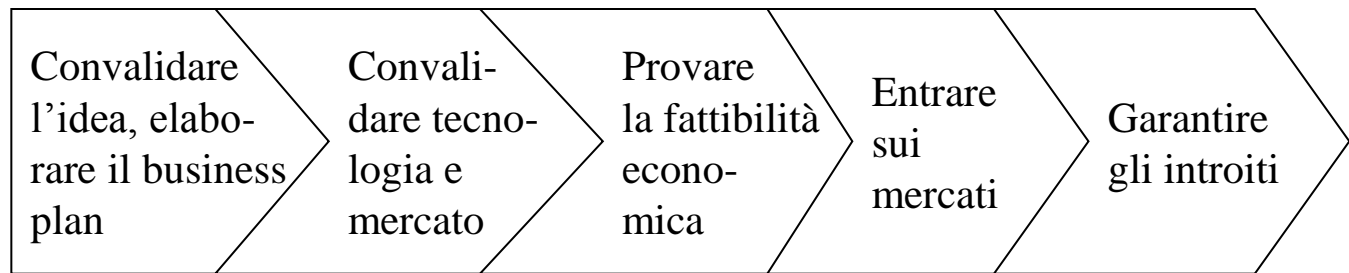 Convalidare
l’idea, elabo-
rare il business
plan
Convali-
dare tecno-
logia e
mercato
Provare
la fattibilità
econo-
mica
Entrare
sui
mercati
Garantire
gli introiti